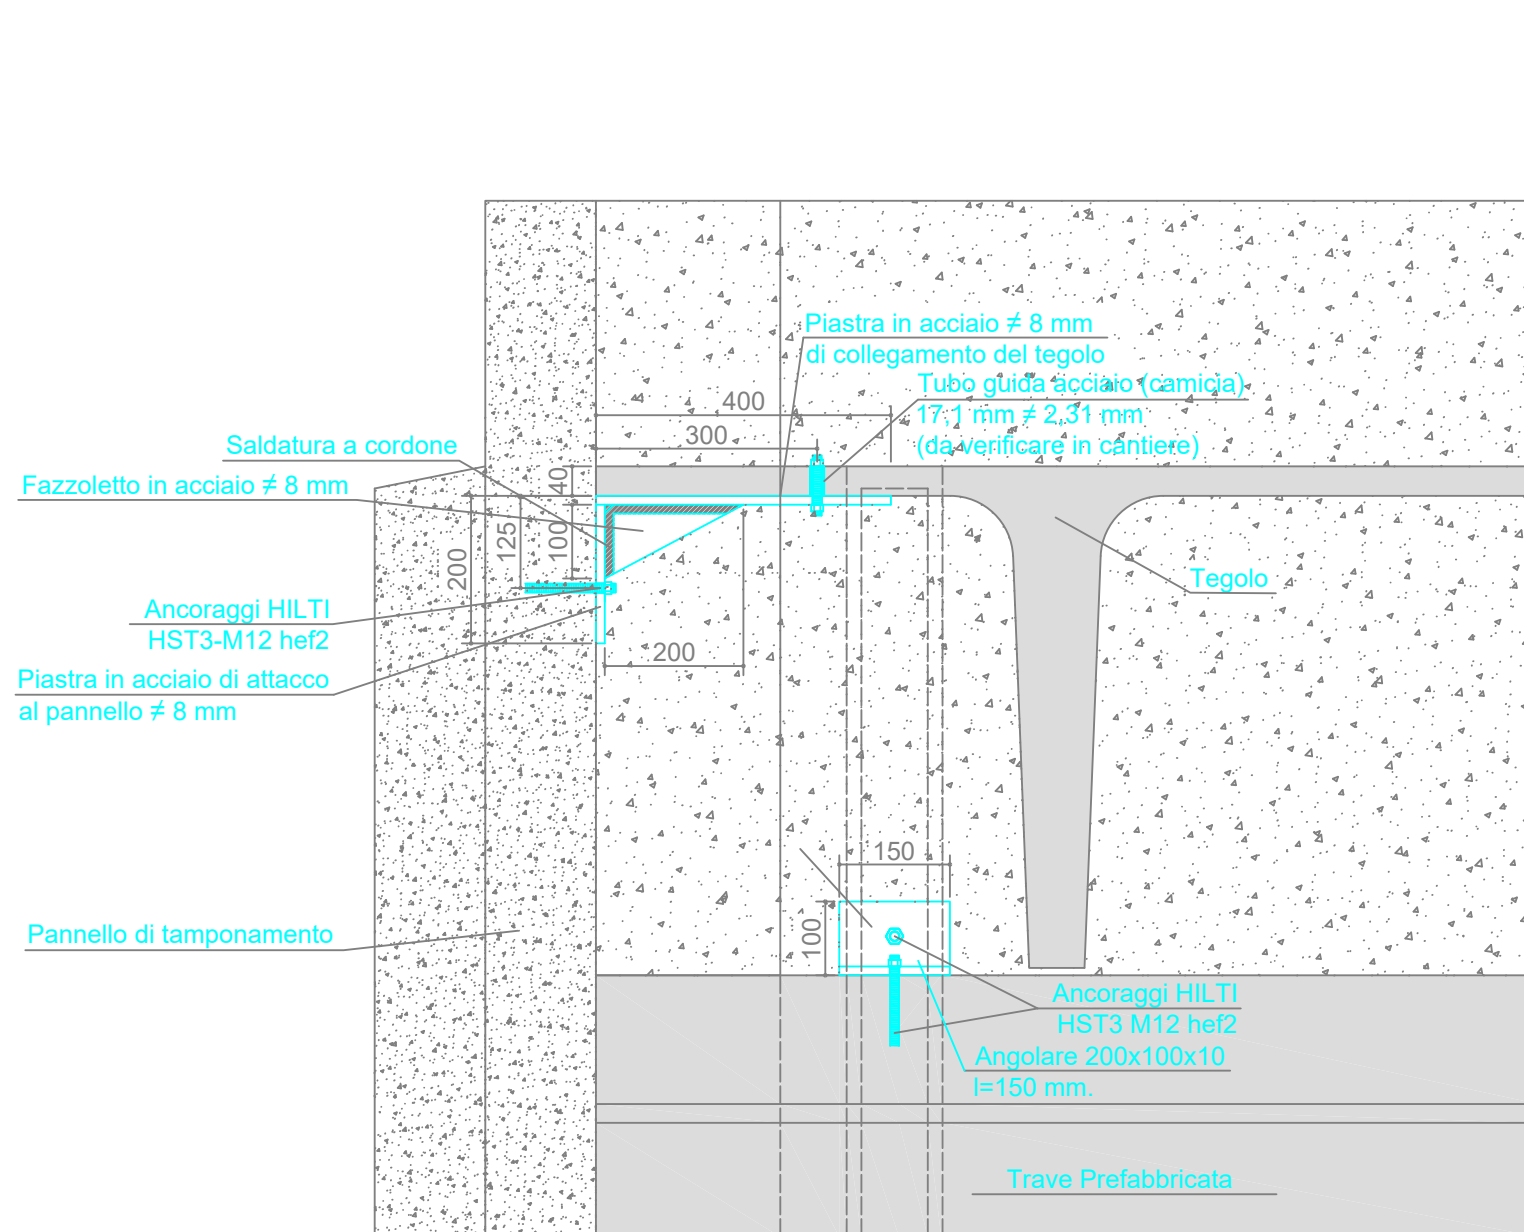 Piastra in acciaio ≠ 8 mm
di collegamento del tegolo
Tubo guida acciaio (camicia)
17,1 mm ≠ 2,31 mm
(da verificare in cantiere)
400
300
Saldatura a cordone
Fazzoletto in acciaio ≠ 8 mm
40
100
125
200
Ancoraggi HILTI
HST3-M12 hef2
Piastra in acciaio di attacco
al pannello ≠ 8 mm
200
Tegolo
150
100
Pannello di tamponamento
Ancoraggi HILTI
HST3 M12 hef2
Angolare 200x100x10
l=150 mm.
Trave Prefabbricata